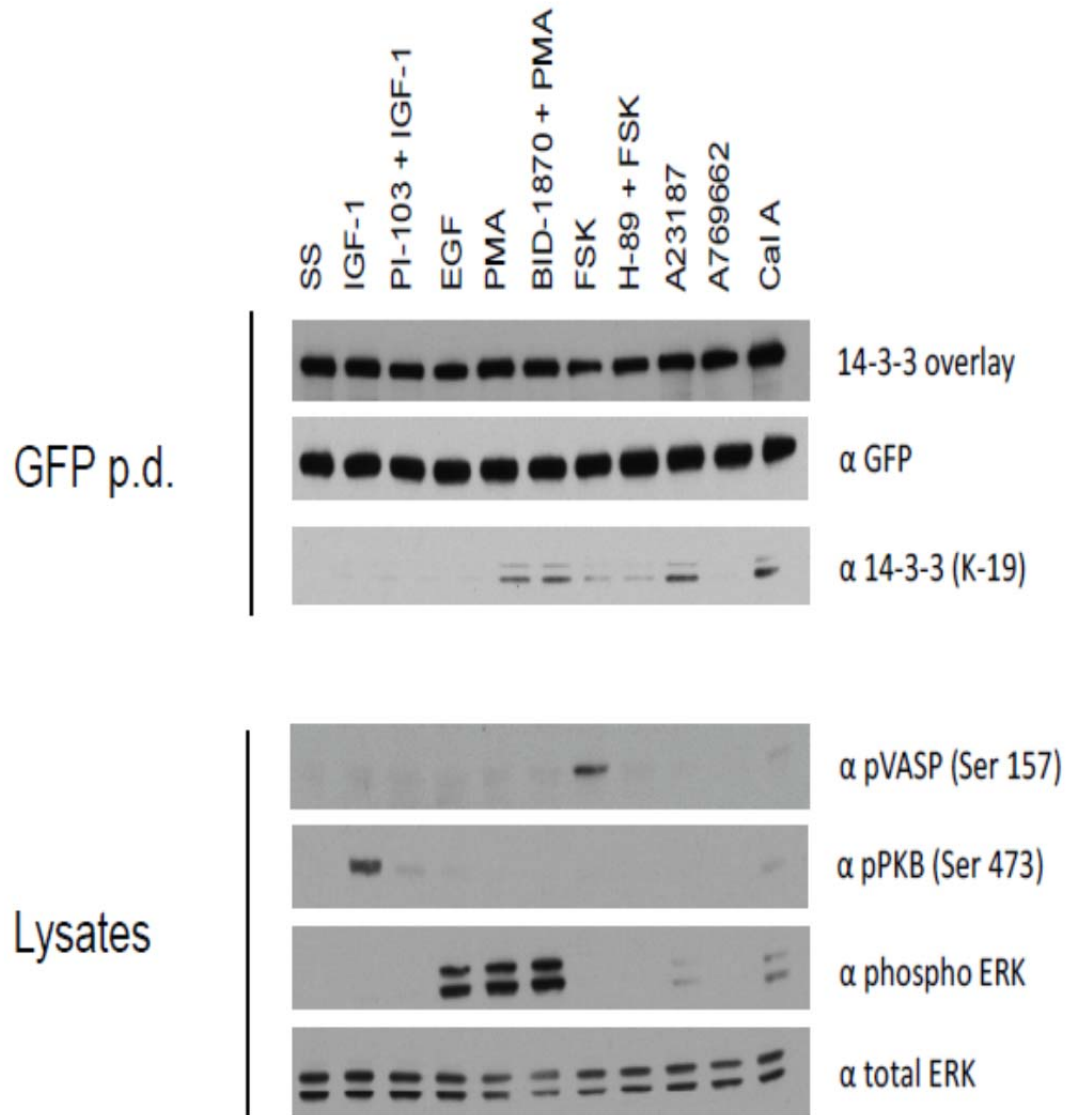 SS
IGF-1
PI-103 + IGF-1
EGF
PMA
BID-1870 + PMA
FSK
H-89 + FSK
A23187
A769662
Cal A
GFP p.d.
14-3-3 overlay
α GFP
α 14-3-3 (K-19)
Lysates
α pVASP (Ser 157)
α pPKB (Ser 473)
α phospho ERK
α total ERK